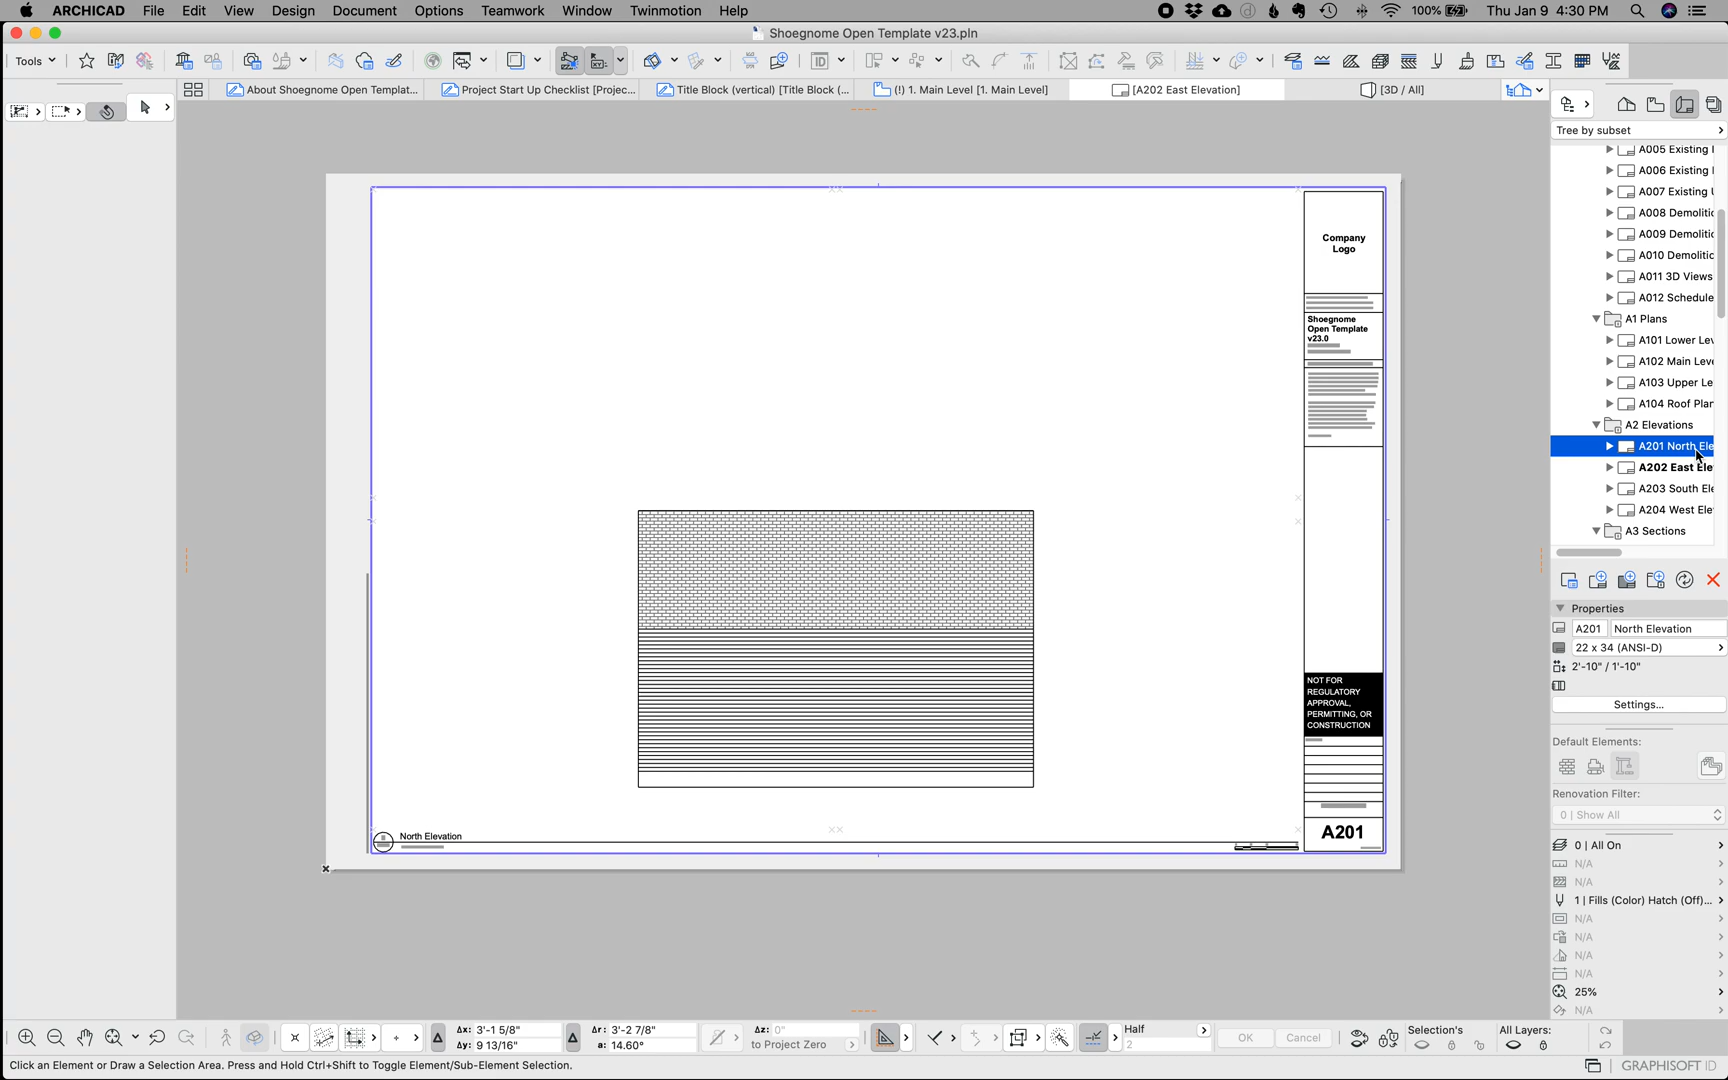 ARCHICAD File Edit View Design Document Options Teamwork Window Twinmotion Help
100% Thu Jan 9 4:30 PM
Shoegnome Open Template v23.pln
Tools
About Shoegnome Open Templat...
Project Start Up Checklist [Projec...
Title Block (vertical) [Title Block (...
(!) 1. Main Level [1. Main Level]
[A202 East Elevation]
[3D / All]
Tree by subset
A005 Existing
A006 Existing
A007 Existing
A008 Demolitic
A009 Demolitic
A010 Demolitic
A011 3D Views
A012 Schedule
A1 Plans
A101 Lower Lev
A102 Main Leve
A103 Upper Le
A104 Roof Plan
A2 Elevations
A201 North Ele
A202 East Ele
A203 South Ele
A204 West Ele
A3 Sections
Company
Logo
Shoegnome
Open Template
v23.0
NOT FOR
REGULATORY
APPROVAL,
PERMITTING, OR
CONSTRUCTION
A201
North Elevation
Properties
A201 North Elevation
22 x 34 (ANSI-D)
2'-10" / 1'-10"
Settings...
Default Elements:
Renovation Filter:
0 | Show All
0 | All On
N/A
N/A
1 | Fills (Color) Hatch (Off)...
N/A
N/A
N/A
N/A
25%
N/A
Δx: 3'-1 5/8"
Δy: 9 13/16"
Δr: 3'-2 7/8"
a: 14.60°
Δz: 0"
to Project Zero
Half
2
OK Cancel
Selection's
All Layers:
Click an Element or Draw a Selection Area. Press and Hold Ctrl+Shift to Toggle Element/Sub-Element Selection.
GRAPHISOFT ID